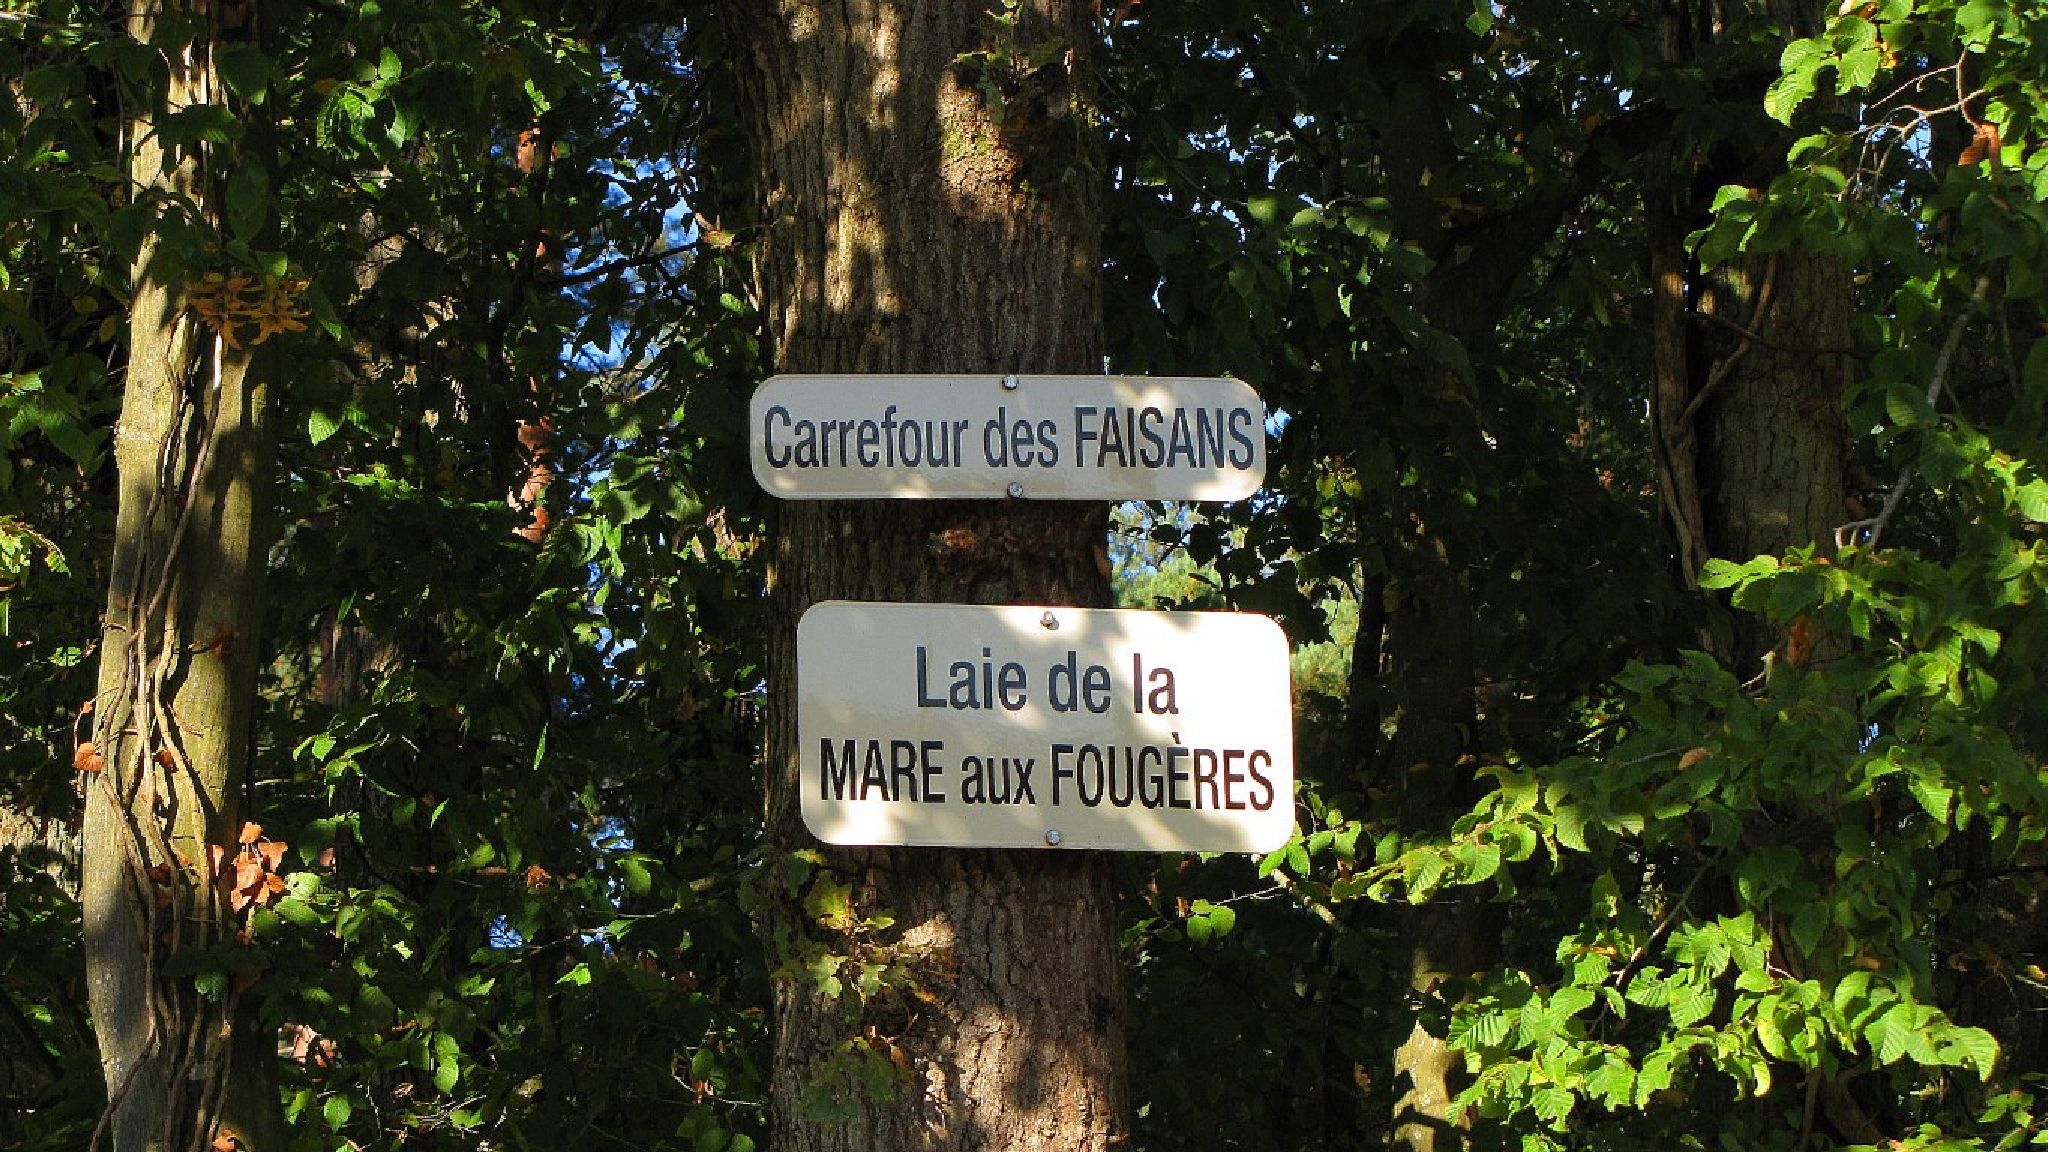 Carrefour des FAISANS
Laie de la
MARE aux FOUGÈRES